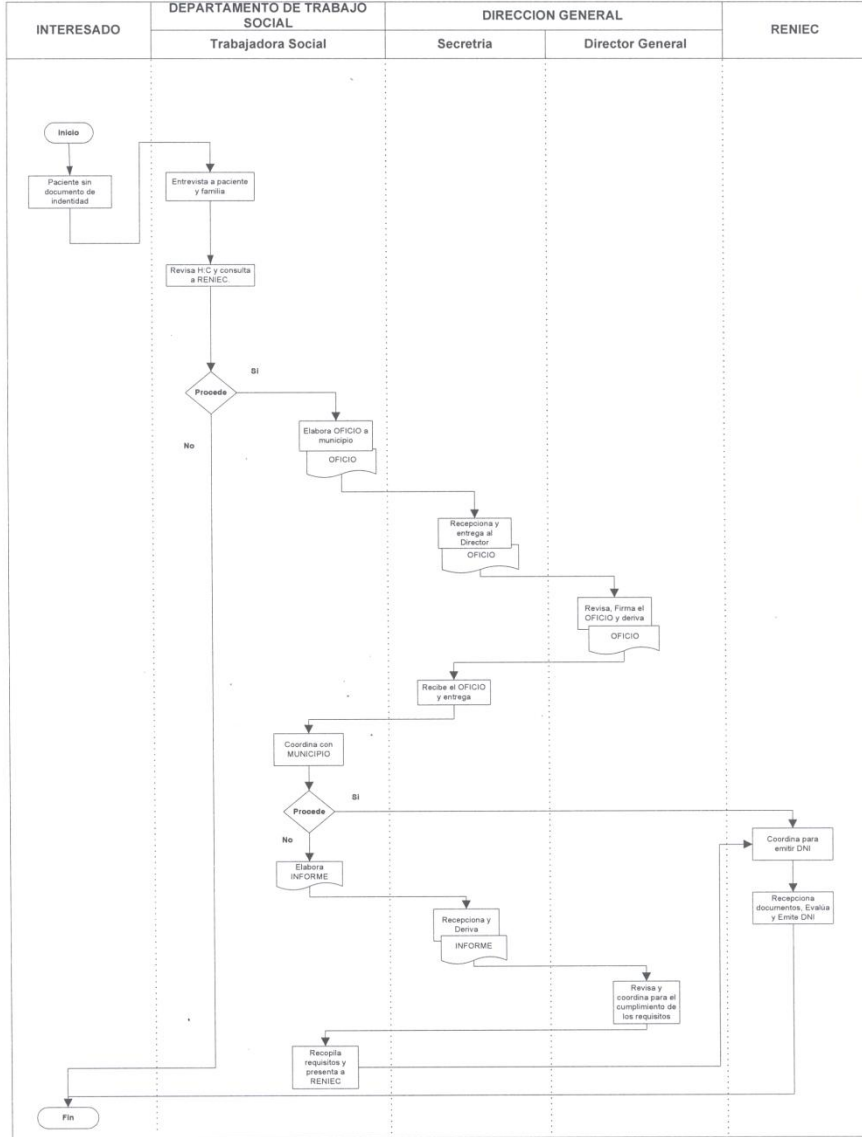 INTERESADO
DEPARTAMENTO DE TRABAJO
SOCIAL
Trabajadora Social
DIRECCION GENERAL
Secretria
Director General
RENIEC
Inicio
Paciente sin
documento de
indentidad
Entrevista a paciente
y familia
Revisa H:C y consulta
a RENIEC.
Procede
Si
No
Elabora OFICIO a
municipio
OFICIO
Recepciona y
entrega al
Director
OFICIO
Revisa, Firma el
OFICIO y deriva
OFICIO
Recibe el OFICIO
y entrega
Coordina con
MUNICIPIO
Procede
Si
No
Coordina para
emitir DNI
Elabora
INFORME
Recepciona
documentos, Evalúa
y Emite DNI
Recepciona y
Deriva
INFORME
Revisa y
coordina para el
cumplimiento de
los requisitos
Recopila
requisitos y
presenta a
RENIEC
Fin